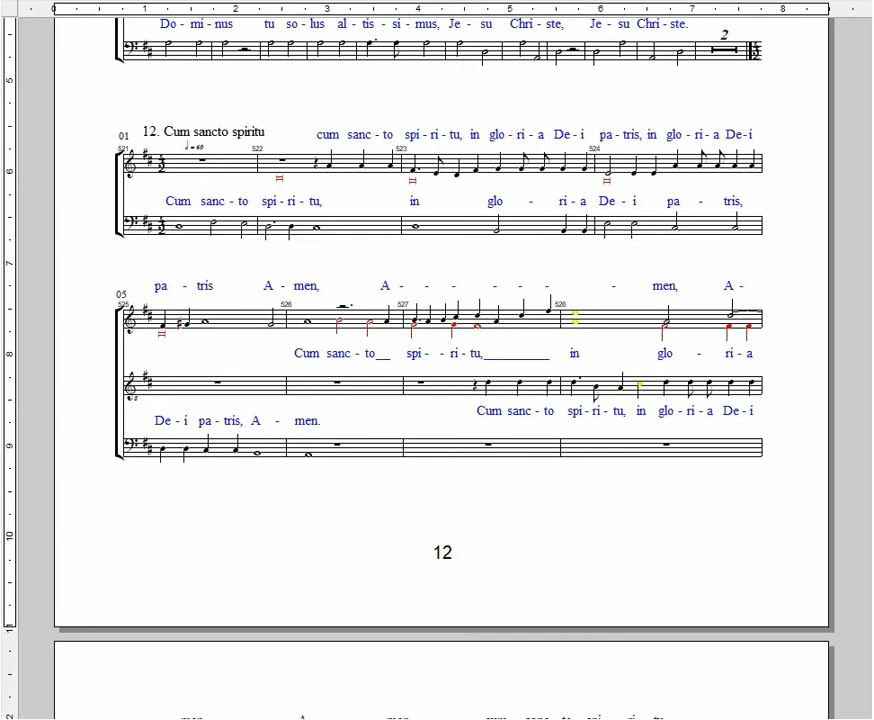 Do - mi - nus tu so - lus al - tis - si - mus, Je - su Chri - ste, Je - su Chri - ste.
2
01 12. Cum sancto spiritu cum sanc - to spi - ri - tu, in glo - ri - a De - i pa - tris, in glo - ri - a De - i
521 ♩=60 522 523 524
Cum sanc - to spi - ri - tu, in glo - ri - a De - i pa - tris,
pa - tris A - men, A - - - - - - men, A -
05
525 526 527 528
Cum sanc - to__ spi - ri - tu,__________ in glo - ri - a
Cum sanc - to spi - ri - tu, in glo - ri - a De - i
De - i pa - tris, A - men.
12